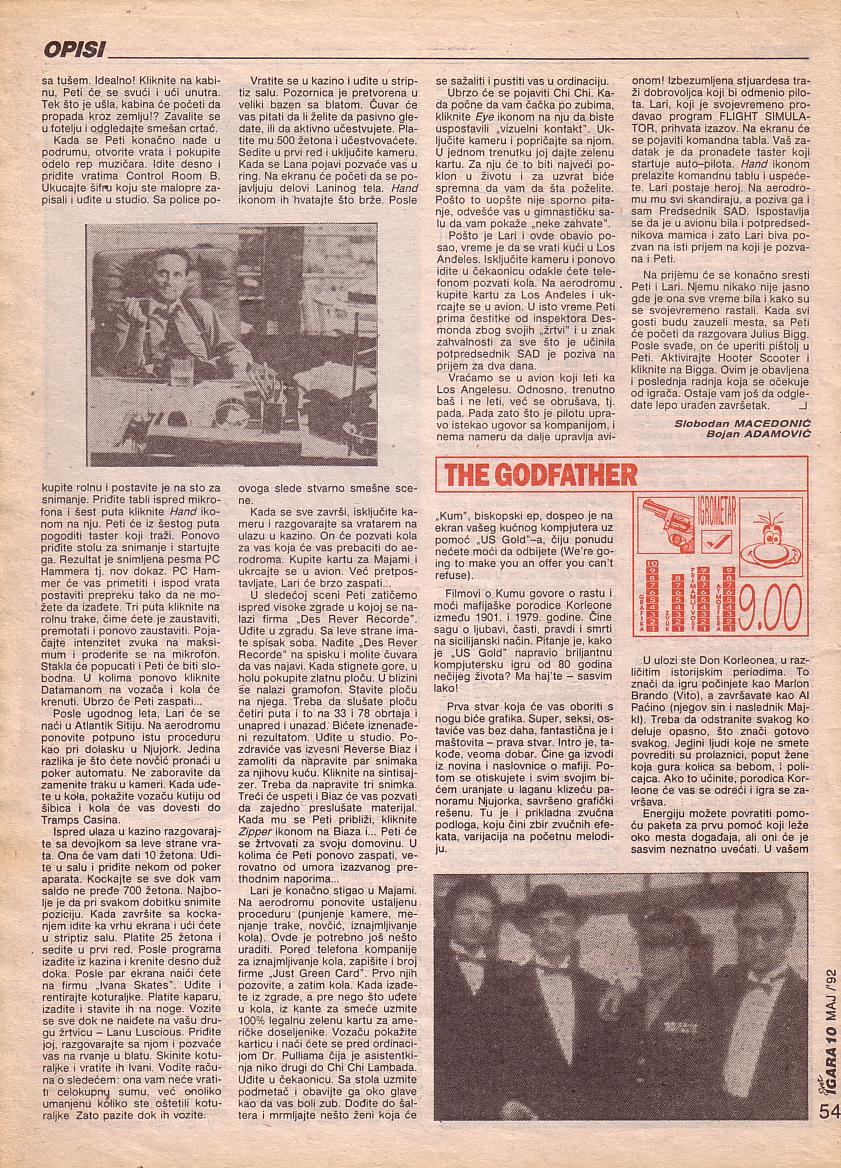 OPISI
sa tušem. Idealno! Kliknite na kabi-
nu, Peti će se svući i ući unutra.
Tek što je ušla, kabina će početi da
propada kroz zemlju!? Zavalite se
u fotelju i odgledajte smešan crtać.
Kada se Peti konačno nađe u
podrumu, otvorite vrata i pokupite
odelo rep muzičara. Idite desno i
priđite vratima Control Room B.
Ukucajte šifru koju ste malopre za-
pisali i uđite u studio. Sa police po-
kupite rolnu i postavite je na sto za
snimanje. Priđite tabli ispred mikro-
fona i šest puta kliknite Hand iko-
nom na nju. Peti će iz šestog puta
pogoditi taster koji traži. Ponovo
priđite stolu za snimanje i startujte
ga. Rezultat je snimljena pesma PC
Hammera tj. nov dokaz. PC Ham-
mer će vas primetiti i ispod vrata
postaviti prepreku tako da ne mo-
žete da izađete. Tri puta kliknite na
rolnu trake, čime ćete je zaustaviti,
premotati i ponovo zaustaviti. Poja-
čajte intenzitet zvuka na maksi-
mum i proderite se na mikrofon.
Stakla će popucati i Peti će biti slo-
bodna. U kolima ponovo kliknite
Datamanom na vozača i kola će
krenuti. Ubrzo će Peti zaspati...
Posle ugodnog leta, Lari će se
naći u Atlantik Sitiju. Na aerodromu
ponovite potpuno istu proceduru
kao pri dolasku u Njujork. Jedina
razlika je što ćete novčić pronaći u
poker automatu. Ne zaboravite da
zamenite traku u kameri. Kada uđe-
te u kola, pokažite vozaču kutiju od
šibica i kola će vas dovesti do
Tramps Casina.
Ispred ulaza u kazino razgovaraj-
te sa devojkom sa leve strane vra-
ta. Ona će vam dati 10 žetona. Uđi-
te u salu i priđite nekom od poker
aparata. Kockajte se sve dok vam
saldo ne pređe 700 žetona. Najbo-
lje je da pri svakom dobitku snimite
poziciju. Kada završite sa kocka-
njem idite ka vrhu ekrana i ući ćete
u striptiz salu. Platite 25 žetona i
sedite u prvi red. Posle programa
izađite iz kazina i krenite desno duž
doka. Posle par ekrana naići ćete
na firmu „Ivana Skates”. Uđite i
rentirajte koturaljke. Platite kaparu,
izađite i stavite ih na noge. Vozite
se sve dok ne naiđete na vašu dru-
gu žrtvicu – Lanu Luscious. Priđite
joj, razgovarajte sa njom i pozvaće
vas na rvanje u blatu. Skinite kotu-
raljke i vratite ih Ivani. Vodite raču-
na o sledećem: ona vam neće vrati-
ti celokupnu sumu, već onoliko
umanjenu koliko ste oštetili kotu-
raljke Zato pazite dok ih vozite.
Vratite se u kazino i uđite u strip-
tiz salu. Pozornica je pretvorena u
veliki bazen sa blatom. Čuvar će
vas pitati da li želite da pasivno gle-
date, ili da aktivno učestvujete. Pla-
tite mu 500 žetona i učestvovaćete.
Sedite u prvi red i uključite kameru.
Kada se Lana pojavi pozvaće vas u
ring. Na ekranu će početi da se po-
javljuju delovi Laninog tela. Hand
ikonom ih hvatajte što brže. Posle
ovoga slede stvarno smešne sce-
ne.
Kada se sve završi, isključite ka-
meru i razgovarajte sa vratarem na
ulazu u kazino. On će pozvati kola
za vas koja će vas prebaciti do ae-
rodroma. Kupite kartu za Majami i
ukrcajte se u avion. Već pretpos-
tavljate, Lari će brzo zaspati...
U sledećoj sceni Peti zatičemo
ispred visoke zgrade u kojoj se na-
lazi firma „Des Rever Recorde”.
Uđite u zgradu. Sa leve strane ima-
te spisak soba. Nađite „Des Rever
Recorde” na spisku i molite čuvara
da vas najavi. Kada stignete gore, u
holu pokupite zlatnu ploču. U blizini
se nalazi gramofon. Stavite ploču
na njega. Treba da slušate ploču
četiri puta i to na 33 i 78 obrtaja i
unapred i unazad. Bićete iznenađe-
ni rezultatom. Uđite u studio. Po-
zdraviće vas izvesni Reverse Biaz i
zamoliti da napravite par snimaka
za njihovu kuću. Kliknite na sintisaj-
zer. Treba da napravite tri snimka.
Treći će uspeti i Biaz će vas pozvati
da zajedno preslušate materijal.
Kada mu se Peti približi, kliknite
Zipper ikonom na Biaza i... Peti će
se žrtvovati za svoju domovinu. U
kolima će Peti ponovo zaspati, ve-
rovatno od umora izazvanog pre-
thodnim naporima...
Lari je konačno stigao u Majami.
Na aerodromu ponovite ustaljenu
proceduru (punjenje kamere, me-
njanje trake, novčić, iznajmljivanje
kola). Ovde je potrebno još nešto
uraditi. Pored telefona kompanije
za iznajmljivanje kola, zapišite i broj
firme „Just Green Card”. Prvo njih
pozovite, a zatim kola. Kada izađe-
te iz zgrade, a pre nego što uđete
u kola, iz kante za smeće uzmite
100% legalnu zelenu kartu za ame-
ričke doseljenike. Vozaču pokažite
karticu i naći ćete se pred ordinaci-
jom Dr. Pulliama čija je asistentki-
nja niko drugi do Chi Chi Lambada.
Uđite u čekaonicu. Sa stola uzmite
podmetač i obavijte ga oko glave
kao da vas boli zub. Dođite do šal-
tera i mrmljajte nešto ženi koja će
se sažaliti i pustiti vas u ordinaciju.
Ubrzo će se pojaviti Chi Chi. Ka-
da počne da vam čačka po zubima,
kliknite Eye ikonom na nju da biste
uspostavili „vizuelni kontakt”. Uk-
ljučite kameru i popričajte sa njom.
U jednom trenutku joj dajte zelenu
kartu. Za nju će to biti najveći po-
klon u životu i za uzvrat biće
spremna da vam da šta poželite.
Pošto to uopšte nije sporno pita-
nje, odvešće vas u gimnastičku sa-
lu da vam pokaže „neke zahvate”.
Pošto je Lari i ovde obavio po-
sao, vreme je da se vrati kući u Los
Anđeles. Isključite kameru i ponovo
idite u čekaonicu odakle ćete tele-
fonom pozvati kola. Na aerodromu
kupite kartu za Los Anđeles i uk-
rcajte se u avion. U isto vreme Peti
prima čestitke od inspektora Des-
monda zbog svojih „žrtvi” i u znak
zahvalnosti za sve što je učinila
potpredsednik SAD je poziva na
prijem za dva dana.
Vraćamo se u avion koji leti ka
Los Angelesu. Odnosno, trenutno
baš i ne leti, već se obrušava, tj.
pada. Pada zato što je pilotu upra-
vo istekao ugovor sa kompanijom, i
nema nameru da dalje upravlja avi-
onom! Izbezumljena stjuardesa tra-
ži dobrovoljca koji bi odmenio pilo-
ta. Lari, koji je svojevremeno pro-
davao program FLIGHT SIMULA-
TOR, prihvata izazov. Na ekranu će
se pojaviti komandna tabla. Vaš za-
datak je da pronađete taster koji
startuje auto–pilota. Hand ikonom
prelazite komandnu tablu i uspeće-
te. Lari postaje heroj. Na aerodro-
mu mu svi skandiraju, a poziva ga i
sam Predsednik SAD. Ispostavlja
se da je u avionu bila i potpredsed-
nikova mamica i zato Lari biva po-
zvan na isti prijem na koji je pozva-
na i Peti.
Na prijemu će se konačno sresti
Peti i Lari. Njemu nikako nije jasno
gde je ona sve vreme bila i kako su
se svojevremeno rastali. Kada svi
gosti budu zauzeli mesta, sa Peti
će početi da razgovara Julius Bigg.
Posle svađe, on će uperiti pištolj u
Peti. Aktivirajte Hooter Scooter i
kliknite na Bigga. Ovim je obavljena
i poslednja radnja koja se očekuje
od igrača. Ostaje vam još da odgle-
date lepo urađen završetak.
Slobodan MACEDONIĆ
Bojan ADAMOVIĆ
THE GODFATHER
„Kum”, biskopski ep, dospeo je na
ekran vašeg kućnog kompjutera uz
pomoć „US Gold”–a, čiju ponudu
nećete moći da odbijete (We're go-
ing to make you an offer you can't
refuse).
Filmovi o Kumu govore o rastu i
moći mafijaške porodice Korleone
između 1901. i 1979. godine. Čine
sagu o ljubavi, časti, pravdi i smrti
na sicilijanski način. Pitanje je, kako
je „US Gold” napravio briljantnu
kompjutersku igru od 80 godina
nečijeg života? Ma haj'te – sasvim
lako!
Prva stvar koja će vas oboriti s
nogu biće grafika. Super, seksi, os-
taviće vas bez daha, fantastična je i
maštovita – prava stvar. Intro je, ta-
kođe, veoma dobar. Čine ga izvodi
iz novina i naslovnice o mafiji. Po-
tom se otiskujete i svim svojim bi-
ćem uranjate u laganu klizeću pa-
noramu Njujorka, savršeno grafički
rešenu. Tu je i prikladna zvučna
podloga, koju čini zbir zvučnih efe-
kata, varijacija na početnu melodi-
ju.
IGROMETAR
10
9 9 9
8 8 8 8
7 7 7 7
6 6 6 6
5 5 5 5
4 4 4 4
3 3 3 3
2 2 2 2
1 1 1 1
GRAFIKA
ZVUK
PRIMAMLJIVOST
ATMOSFERA
9.00
U ulozi ste Don Korleonea, u raz-
ličitim istorijskim periodima. To
znači da igru počinjete kao Marlon
Brando (Vito), a završavate kao Al
Paćino (njegov sin i naslednik Maj-
kl). Treba da odstranite svakog ko
deluje opasno, što znači gotovo
svakog. Jedini ljudi koje ne smete
povrediti su prolaznici, poput žene
koja gura kolica sa bebom, i poli-
cajca. Ako to učinite, porodica Kor-
leone će vas se odreći i igra se za-
vršava.
Energiju možete povratiti pomo-
ću paketa za prvu pomoć koji leže
oko mesta događaja, ali oni će je
sasvim neznatno uvećati. U vašem
Svet IGARA 10 MAJ /'92
54